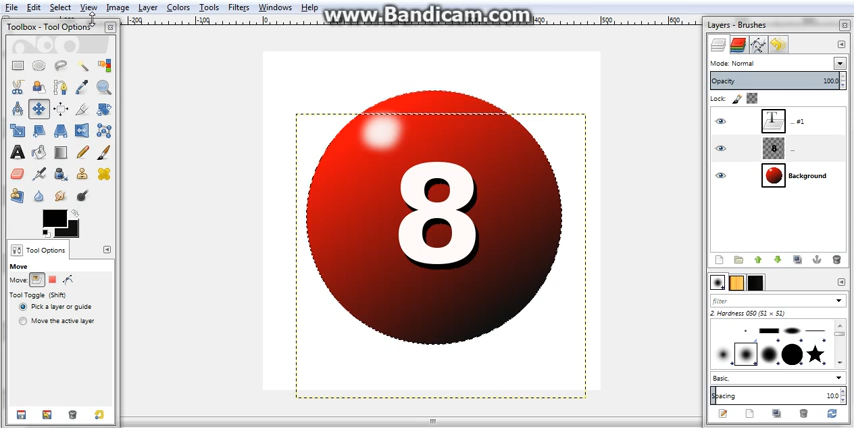 File Edit Select View Image Layer Colors Tools Filters Windows Help
www.Bandicam.com
Toolbox - Tool Options
Tool Options
Move
Move:
Tool Toggle (Shift)
Pick a layer or guide
Move the active layer
8
Layers - Brushes
Mode: Normal
Opacity 100.0
Lock:
... #1
8
...
Background
filter
2. Hardness 050 (51 × 51)
Basic,
Spacing 10.0